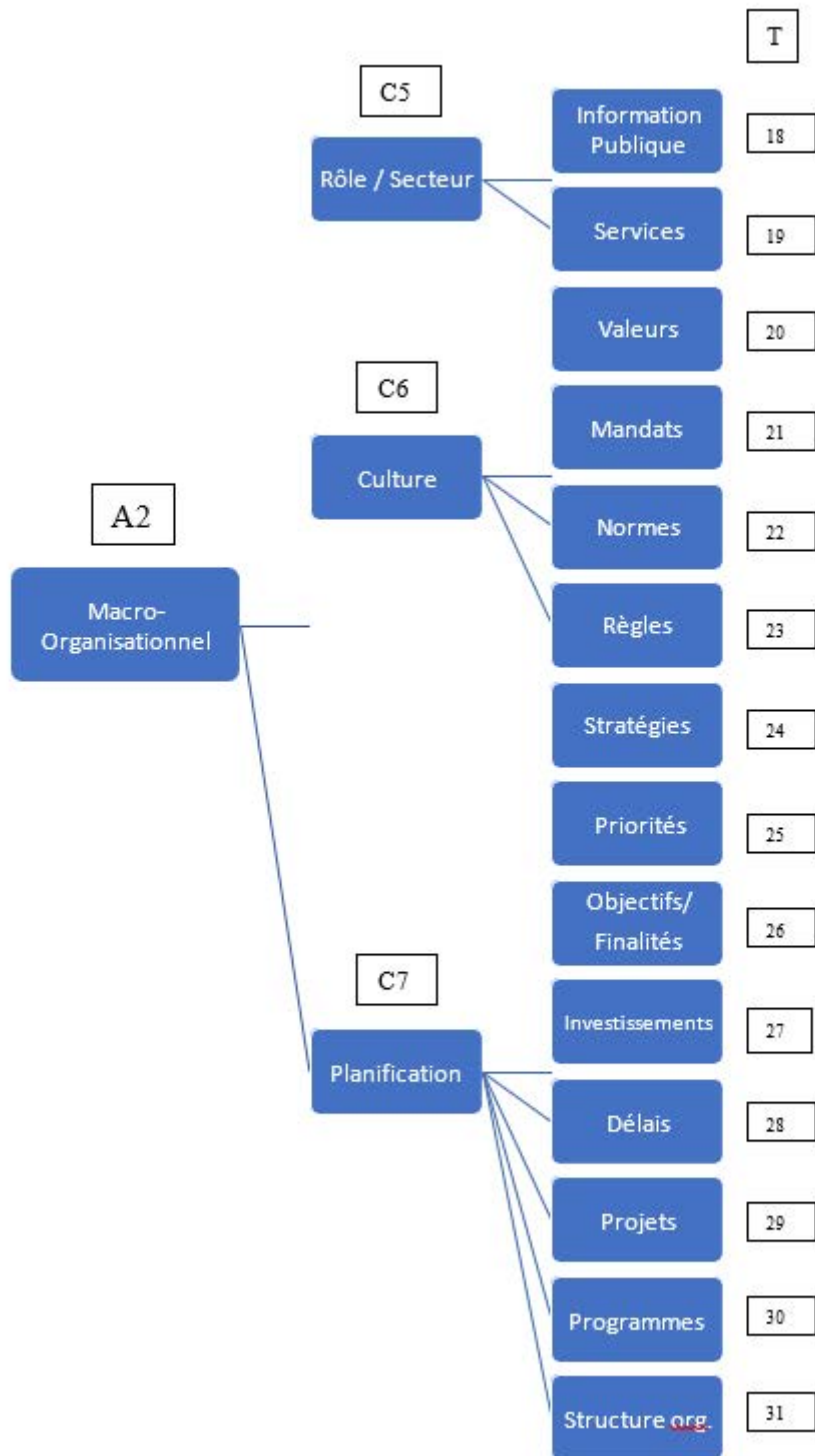 T
C5
Information
Publique
18
Rôle / Secteur
Services
19
Valeurs
20
C6
Mandats
21
Culture
A2
Normes
22
Macro-
Organisationnel
Règles
23
Stratégies
24
Priorités
25
Objectifs/
Finalités
26
C7
Investissements
27
Planification
Délais
28
Projets
29
Programmes
30
Structure org.
31